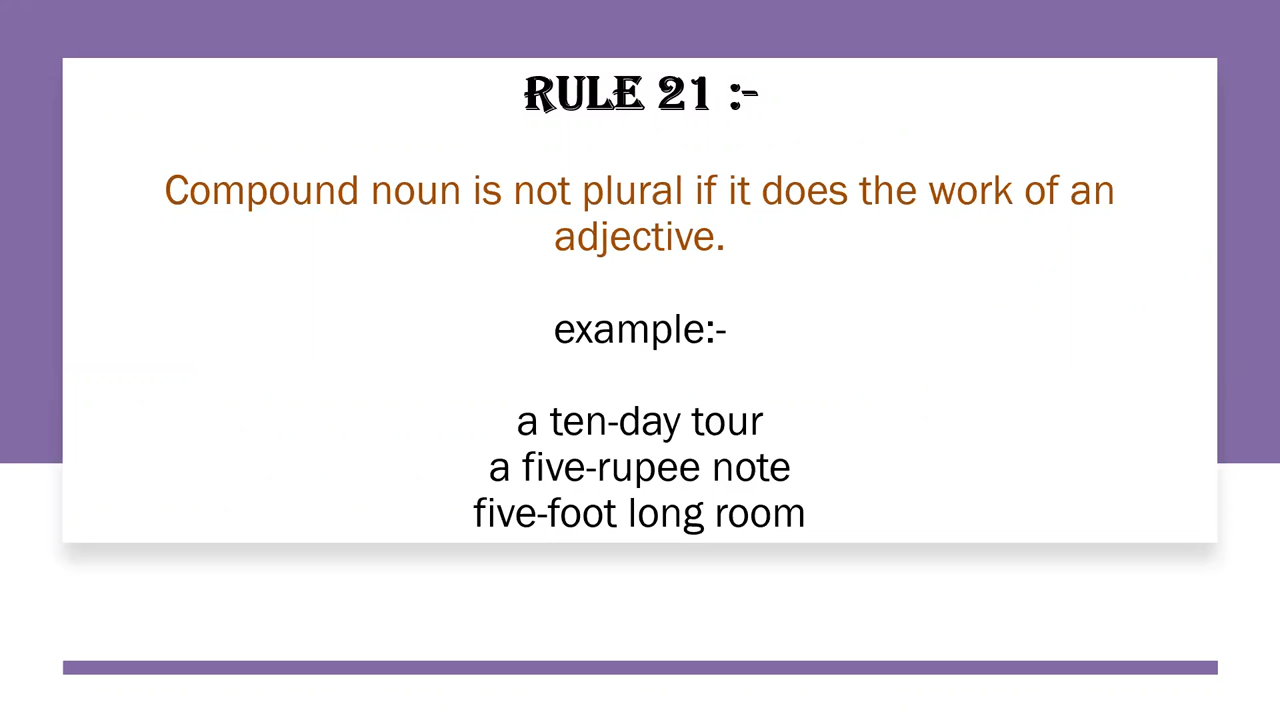 RULE 21 :-
Compound noun is not plural if it does the work of an
adjective.
example:-
a ten-day tour
a five-rupee note
five-foot long room